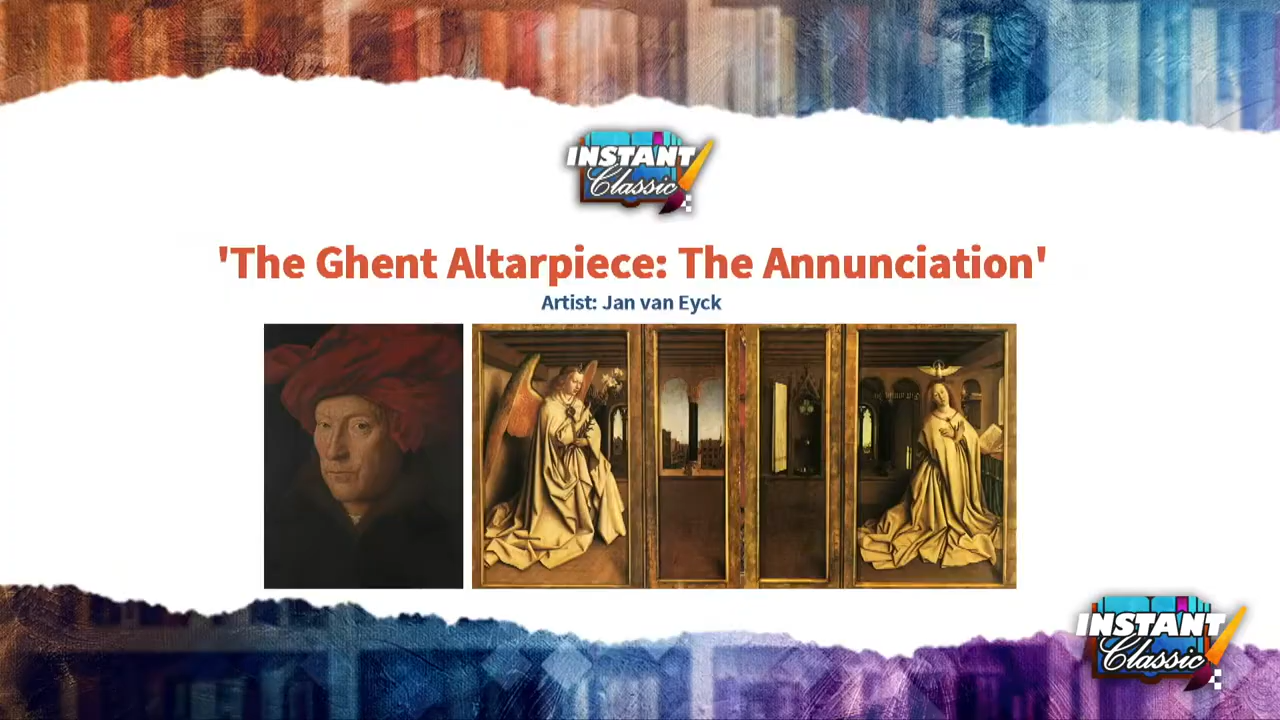 INSTANT
Classic
'The Ghent Altarpiece: The Annunciation'
Artist: Jan van Eyck
INSTANT
Classic